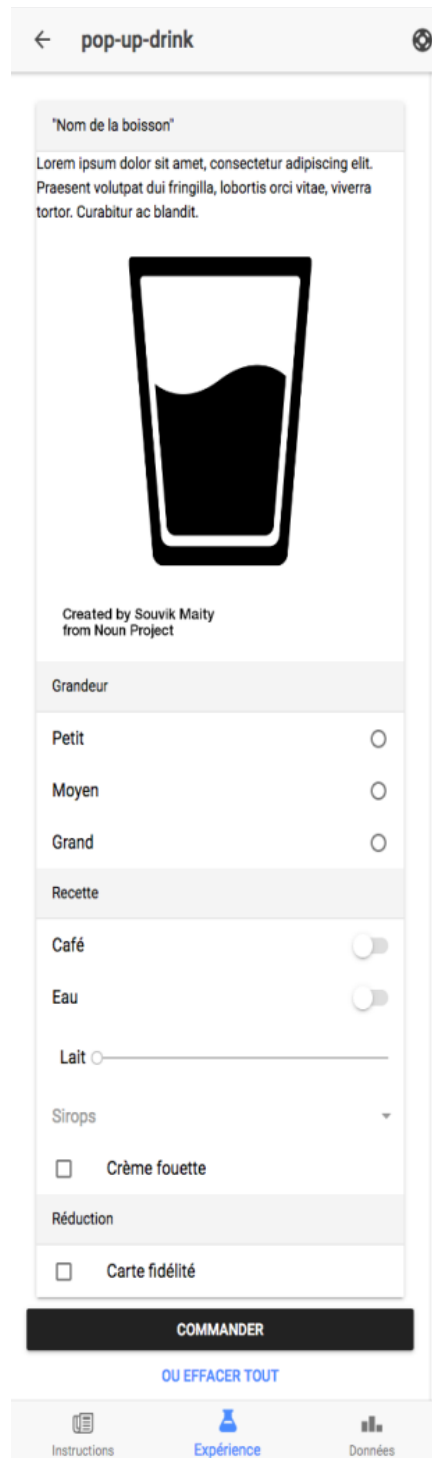 pop-up-drink
"Nom de la boisson"
Lorem ipsum dolor sit amet, consectetur adipiscing elit.
Praesent volutpat dui fringilla, lobortis orci vitae, viverra
tortor. Curabitur ac blandit.
Created by Souvik Maity
from Noun Project
Grandeur
Petit
Moyen
Grand
Recette
Café
Eau
Lait
Sirops
Crème fouette
Réduction
Carte fidélité
COMMANDER
OU EFFACER TOUT
Instructions Expérience Données